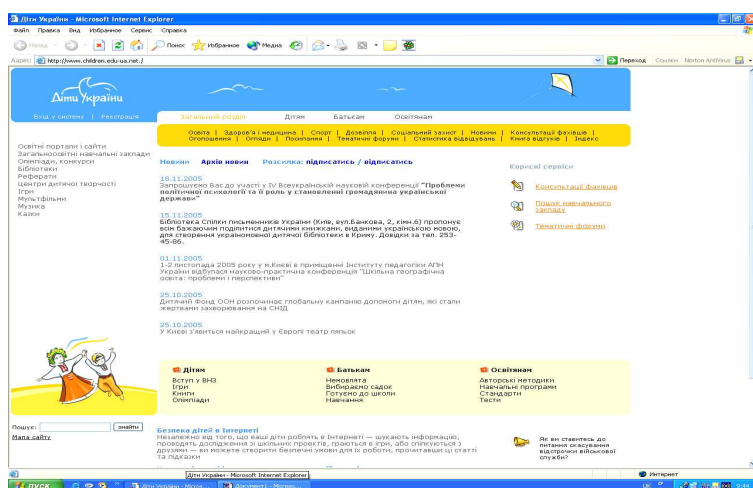 Діти України - Microsoft Internet Explorer
Файл Правка Вид Избранное Сервис Справка
Назад Поиск Избранное Медиа
Адрес: http://www.children.edu-ua.net./ Переход Ссылки Norton AntiVirus
Діти України
Вхід у систему | Реєстрація
Загальний розділ Дітям Батькам Освітянам
Освіта | Здоров'я і медицина | Спорт | Дозвілля | Соціальний захист | Новини | Консультації фахівців |
Оголошення | Огляди | Посилання | Тематичні форуми | Статистика відвідувань | Книга відгуків | Індекс
Освітні портали і сайти
Загальноосвітні навчальні заклади
Олімпіади, конкурси
Бібліотеки
Реферати
Центри дитячої творчості
Ігри
Мультфільми
Музика
Казки
Новини Архів новин Розсилка: підписатись / відписатись
18.11.2005
Запрошуємо Вас до участі у IV Всеукраїнській науковій конференції "Проблеми
політичної психології та її роль у становленні громадянина української
держави"
15.11.2005
Бібліотека Спілки письменників України (Київ, вул.Банкова, 2, кімн.6) пропонує
всім бажаючим поділитися дитячими книжками, виданими українською мовою,
для створення україномовної дитячої бібліотеки в Криму. Довідки за тел. 253-
45-86.
01.11.2005
1-2 листопада 2005 року у м.Києві в приміщенні Інституту педагогіки АПН
України відбулася науково-практична конференція "Шкільна географічна
освіта: проблеми і перспективи"
25.10.2005
Дитячий Фонд ООН розпочинає глобальну кампанію допомоги дітям, які стали
жертвами захворювання на СНІД
25.10.2005
У Києві з'явиться найкращий у Європі театр ляльок
Корисні сервіси
Консультації фахівців
Пошук навчального
закладу
Тематичні форуми
Дітям
Вступ у ВНЗ
Ігри
Книги
Олімпіади
Батькам
Немовлята
Вибираємо садок
Готуємо до школи
Навчання
Освітянам
Авторські методики
Навчальні програми
Стандарти
Тести
Пошук: знайти
Мапа сайту
Безпека дітей в Інтернеті
Незалежно від того, що ваші діти роблять в Інтернеті — шукають інформацію,
проводять дослідження зі шкільних проектів, граються в ігри, або спілкуються з
друзями — ви можете створити безпечні умови для їх роботи, прочитавши ці статті
та підказки
Як ви ставитесь до
питання скасування
відстрочки військової
служби?
Діти України - Microsoft Internet Explorer
Интернет
пуск Діти України - Micros... Документ1 - Microso... UK 9:44